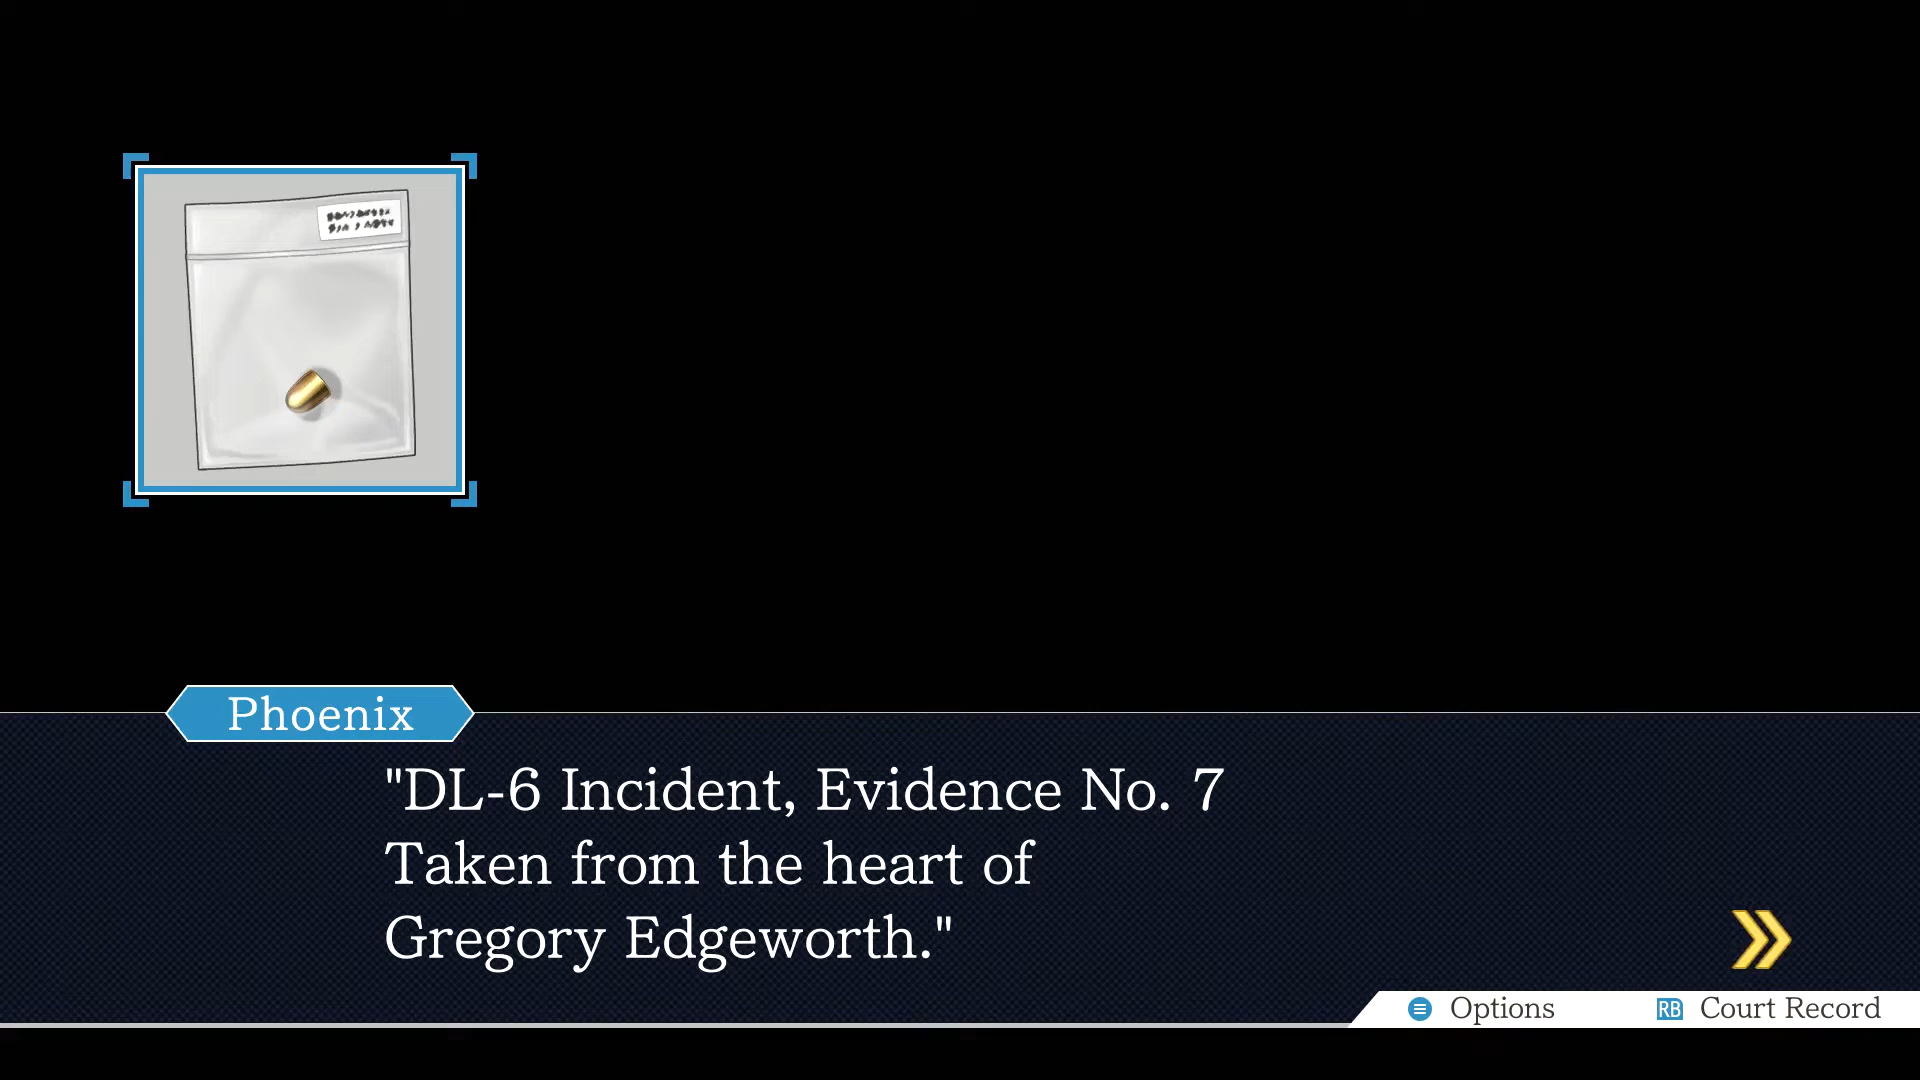 Phoenix
"DL-6 Incident, Evidence No. 7
Taken from the heart of
Gregory Edgeworth."
Options
RB Court Record